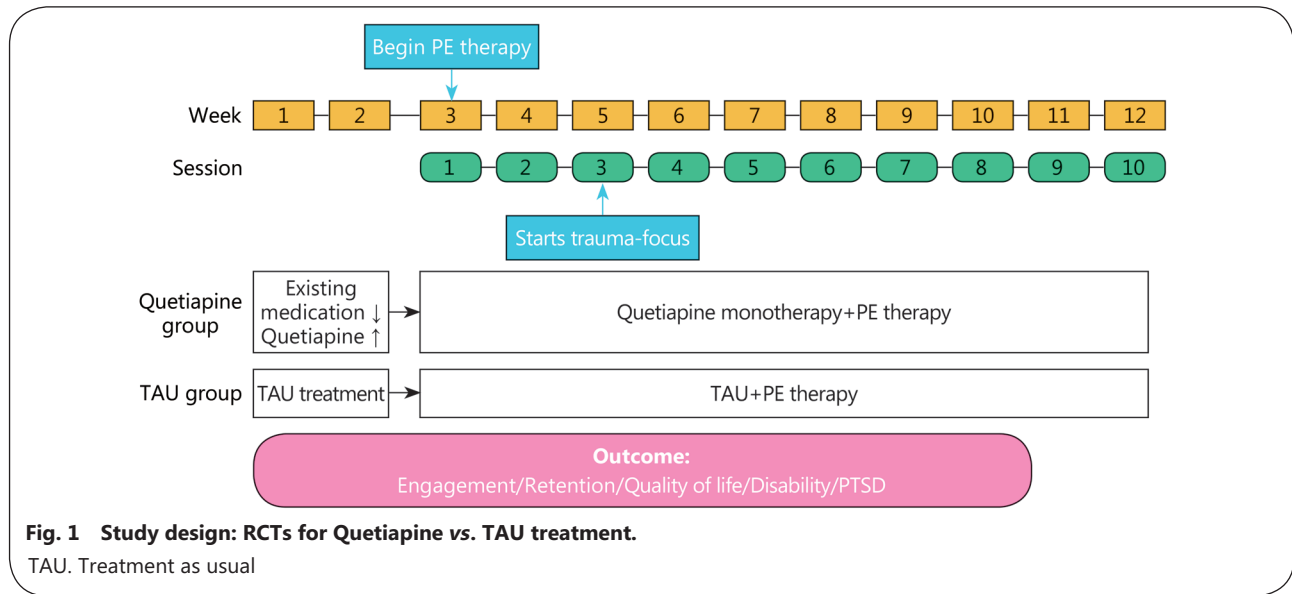 Begin PE therapy
Week 1 2 3 4 5 6 7 8 9 10 11 12
Session 1 2 3 4 5 6 7 8 9 10
Starts trauma-focus
Quetiapine
group
Existing
medication ↓
Quetiapine ↑
Quetiapine monotherapy+PE therapy
TAU group TAU treatment TAU+PE therapy
Outcome:
Engagement/Retention/Quality of life/Disability/PTSD
Fig. 1 Study design: RCTs for Quetiapine vs. TAU treatment.
TAU. Treatment as usual